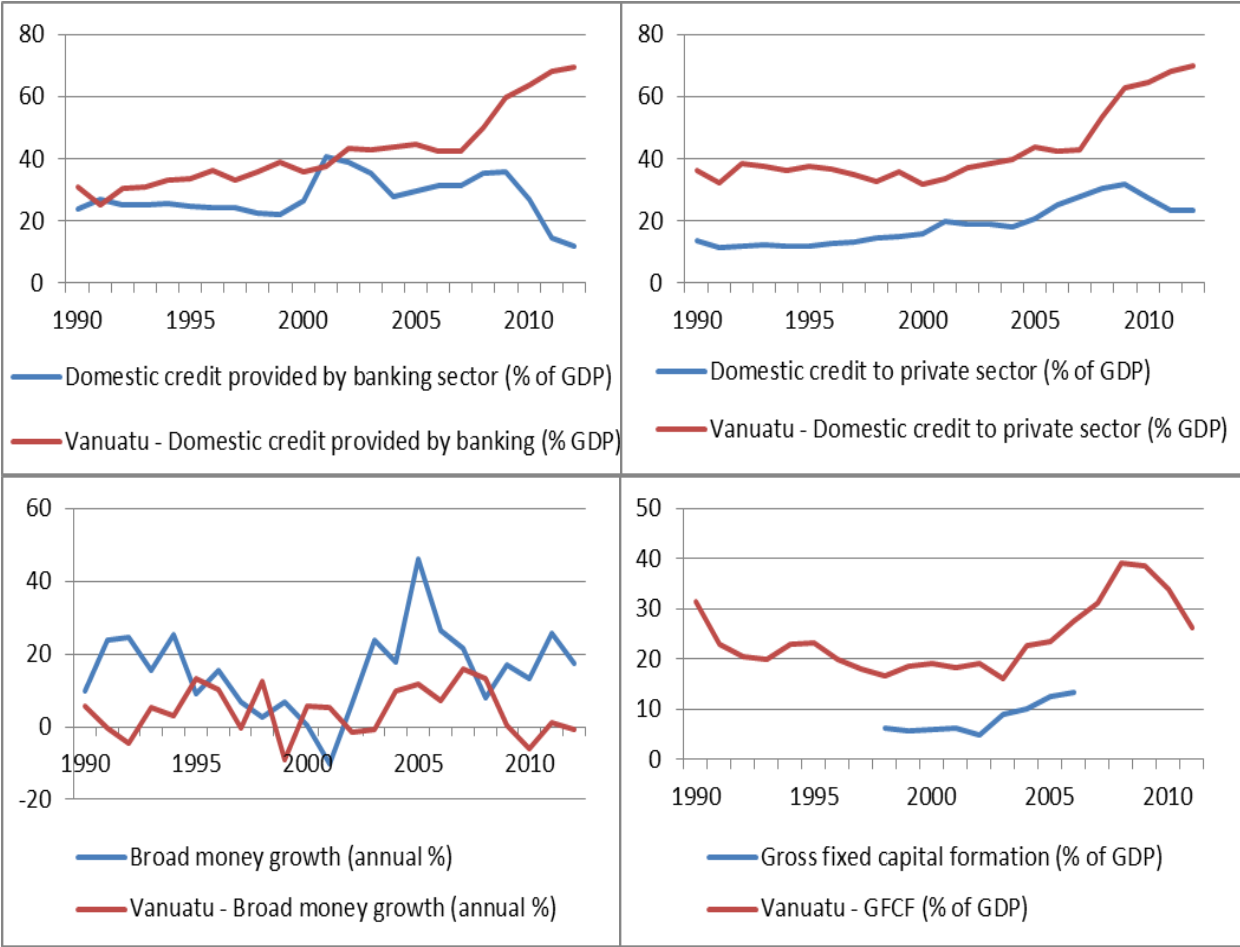 80
60
40
20
0
1990 1995 2000 2005 2010
Domestic credit provided by banking sector (% of GDP)
Vanuatu - Domestic credit provided by banking (% GDP)
80
60
40
20
0
1990 1995 2000 2005 2010
Domestic credit to private sector (% of GDP)
Vanuatu - Domestic credit to private sector (% GDP)
60
40
20
0
1990 1995 2000 2005 2010
-20
Broad money growth (annual %)
Vanuatu - Broad money growth (annual %)
50
40
30
20
10
0
1990 1995 2000 2005 2010
Gross fixed capital formation (% of GDP)
Vanuatu - GFCF (% of GDP)